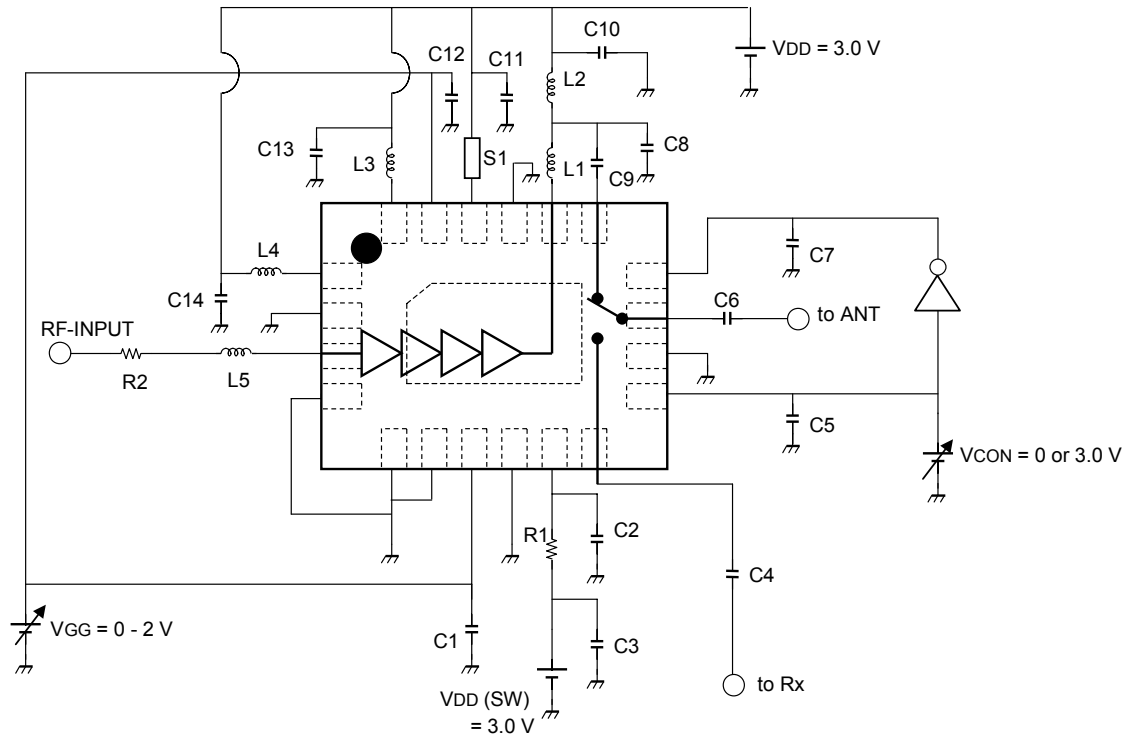 C10
C12
C11
VDD = 3.0 V
L2
C13
L3
S1
L1
C9
C8
L4
C7
C14
C6
to ANT
RF-INPUT
R2
L5
C5
VCON = 0 or 3.0 V
R1
C2
C4
VGG = 0 - 2 V
C1
C3
VDD (SW)
= 3.0 V
to Rx